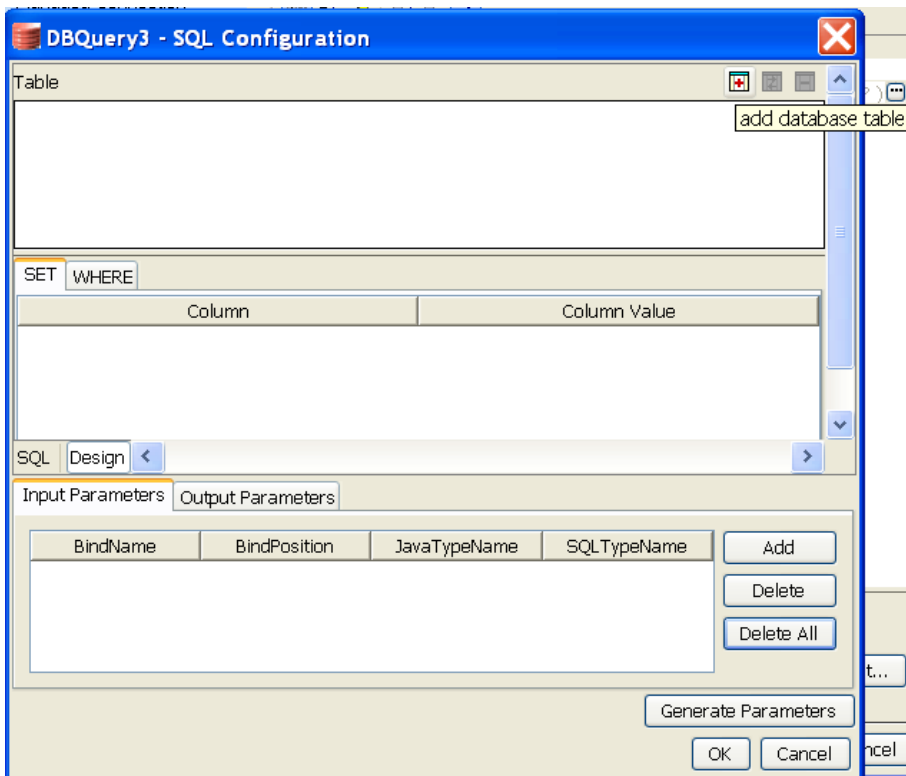 DBQuery3 - SQL Configuration
Table
add database table
SET WHERE
Column Column Value
SQL Design
Input Parameters Output Parameters
BindName BindPosition JavaTypeName SQLTypeName Add
Delete
Delete All
t...
Generate Parameters
OK Cancel ncel